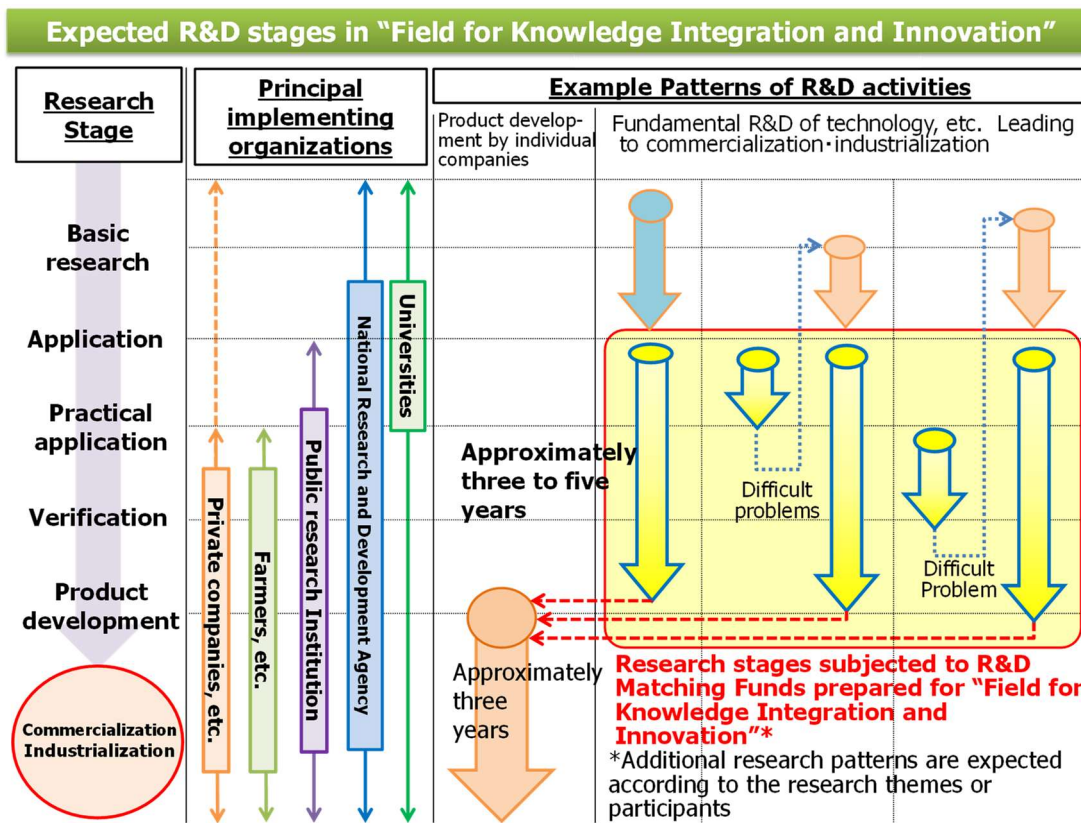 Expected R&D stages in “Field for Knowledge Integration and Innovation”
Research
Stage
Principal
implementing
organizations
Example Patterns of R&D activities
Product develop-
ment by individual
companies
Fundamental R&D of technology, etc. Leading
to commercialization・industrialization
Basic
research
Application
Practical
application
Verification
Product
development
Commercialization
Industrialization
Private companies, etc.
Farmers, etc.
Public research Institution
National Research and Development Agency
Universities
Approximately
three to five
years
Difficult
problems
Difficult
Problem
Approximately
three
years
Research stages subjected to R&D
Matching Funds prepared for “Field for
Knowledge Integration and
Innovation”*
*Additional research patterns are expected
according to the research themes or
participants